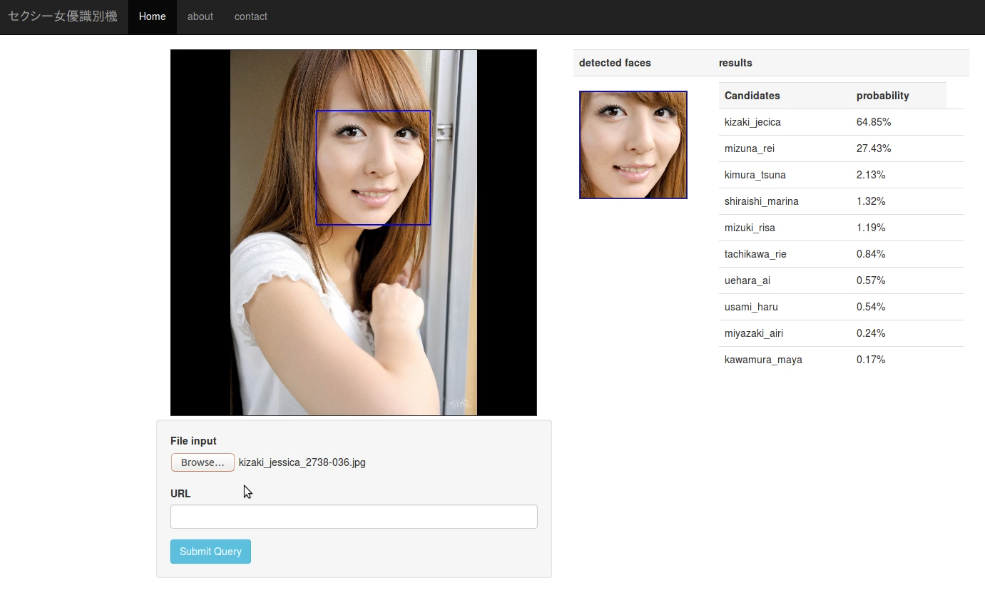 セクシー女優識別機 Home about contact
detected faces results
Candidates probability
kizaki_jecica 64.85%
mizuna_rei 27.43%
kimura_tsuna 2.13%
shiraishi_marina 1.32%
mizuki_risa 1.19%
tachikawa_rie 0.84%
uehara_ai 0.57%
usami_haru 0.54%
miyazaki_airi 0.24%
kawamura_maya 0.17%
File input
Browse... kizaki_jessica_2738-036.jpg
URL
Submit Query